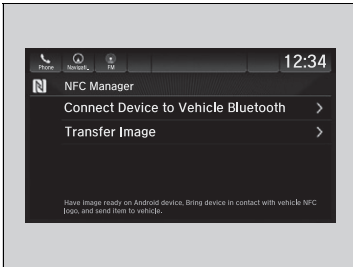 12:34
Phone Navigati... FM
NFC Manager
Connect Device to Vehicle Bluetooth
Transfer Image
Have image ready on Android device, Bring device in contact with vehicle NFC
logo, and send item to vehicle.